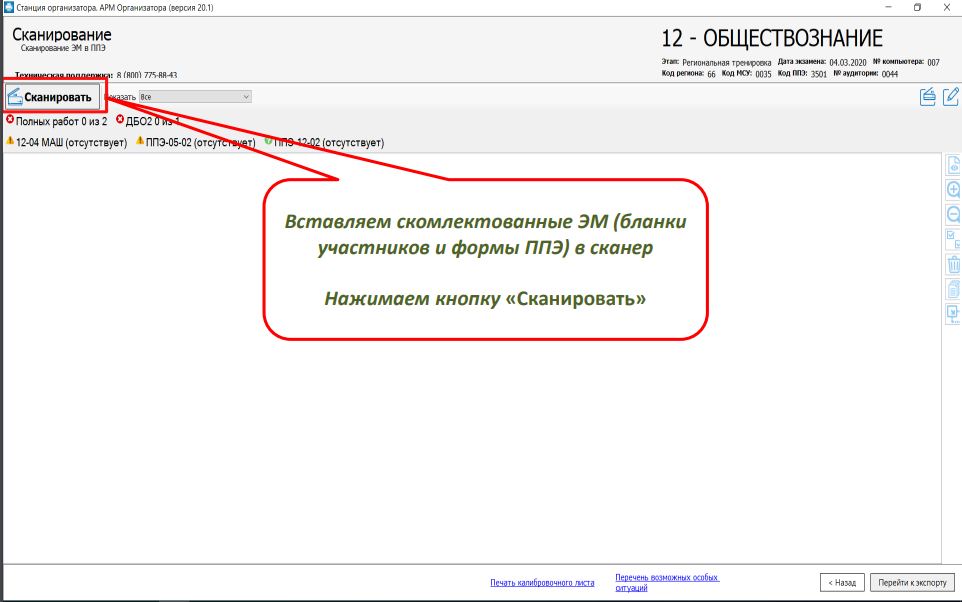 Станция организатора. АРМ Организатора (версия 20.1)
Сканирование
Сканирование ЭМ в ППЭ
12 - ОБЩЕСТВОЗНАНИЕ
Этап: Региональная тренировка Дата экзамена: 04.03.2020 № компьютера: 007
Код региона: 66 Код МСУ: 0035 Код ППЭ: 3501 № аудитории: 0044
Техническая поддержка: 8 (800) 775-88-43
Сканировать
Показать Все
Полных работ 0 из 2 ДБО2 0 из 1
12-04 МАШ (отсутствует) ППЭ-05-02 (отсутствует) ППЭ-12-02 (отсутствует)
Вставляем скомлектованные ЭМ (бланки
участников и формы ППЭ) в сканер
Нажимаем кнопку «Сканировать»
Печать калибровочного листа
Перечень возможных особых
ситуаций
< Назад
Перейти к экспорту